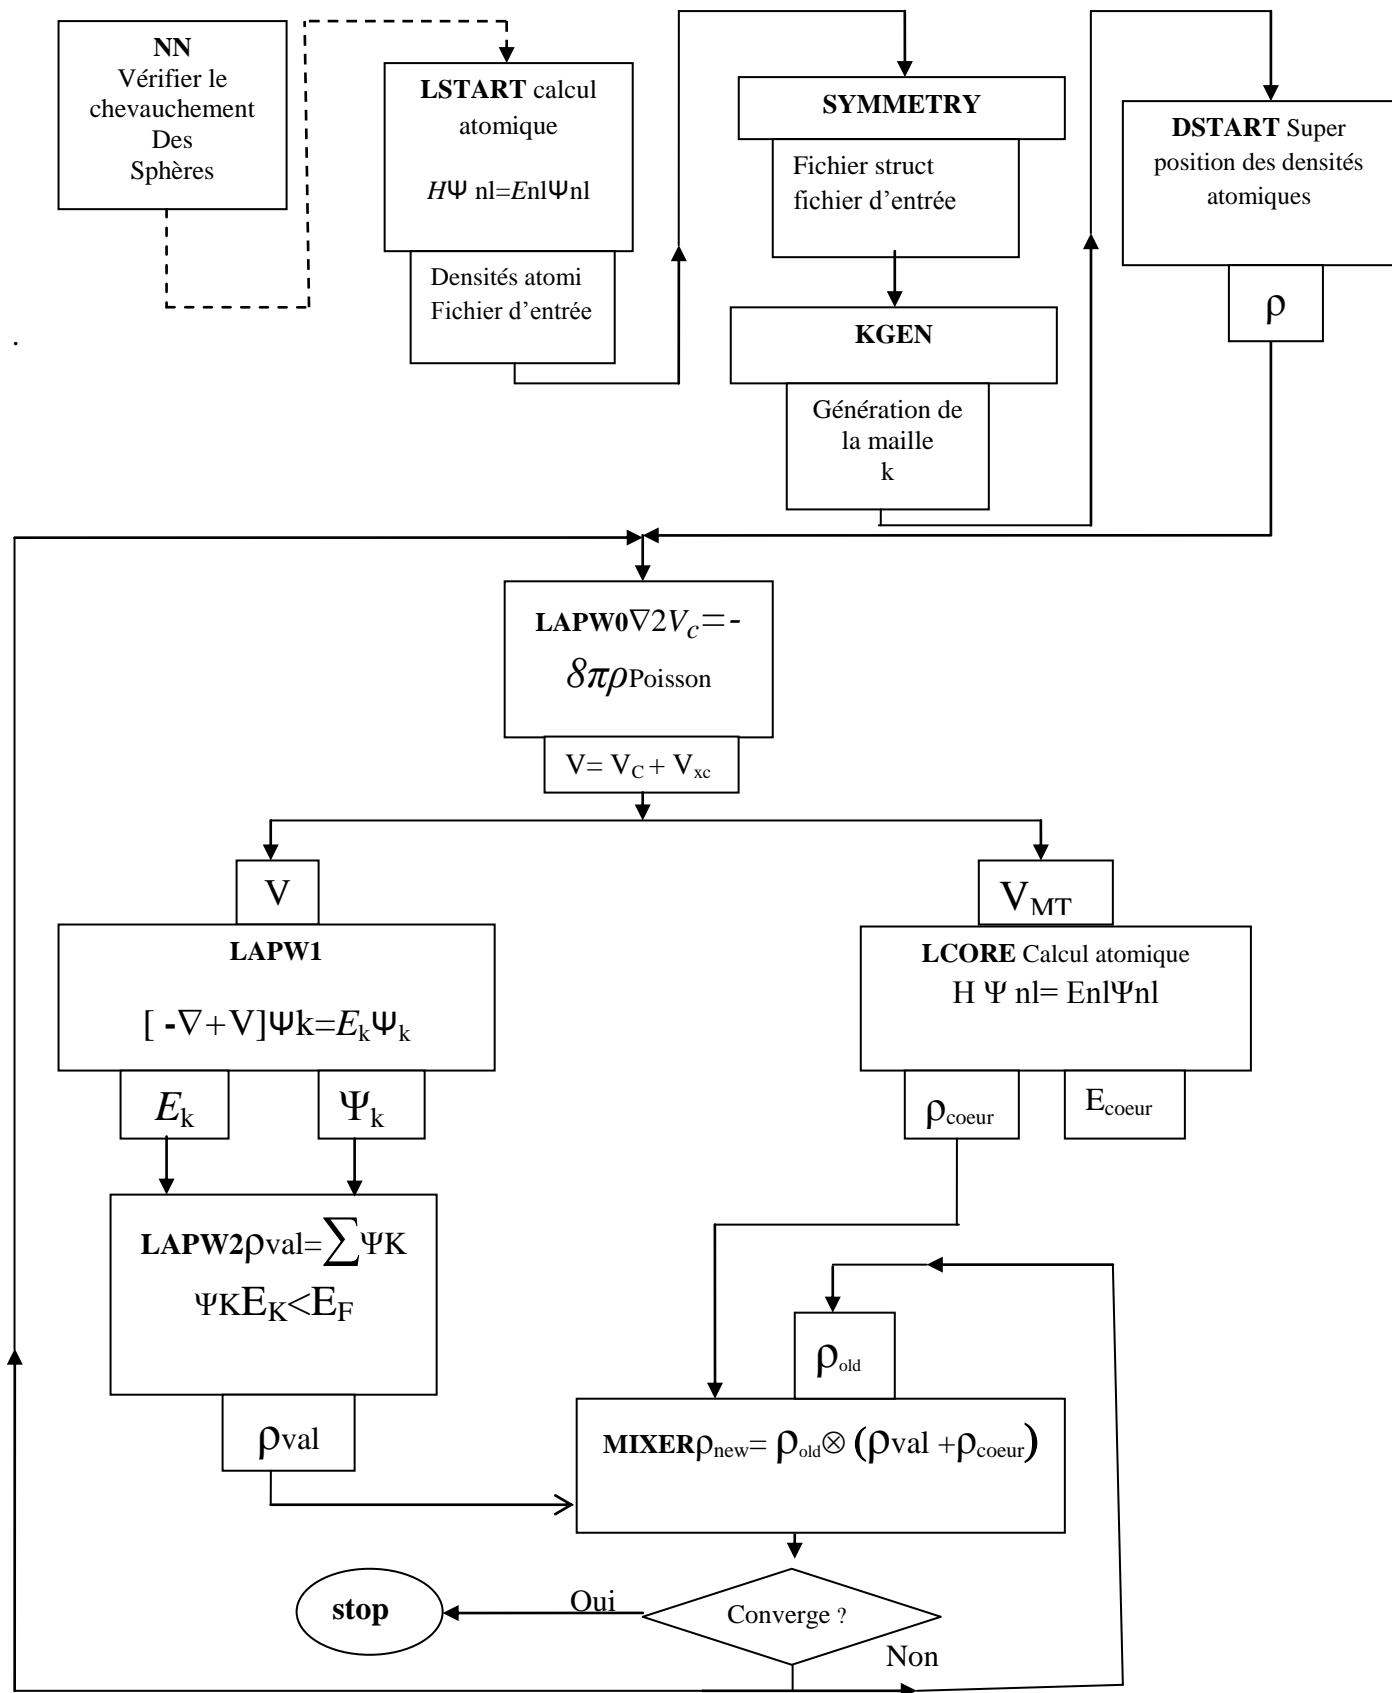 NN
Vérifier le
chevauchement
Des
Sphères
LSTART calcul
atomique
HΨ nl=EnlΨnl
Densités atomi
Fichier d’entrée
SYMMETRY
Fichier struct
fichier d’entrée
KGEN
Génération de
la maille
k
DSTART Super
position des densités
atomiques
ρ
.
LAPW0∇2Vc=-
8πρPoisson
V= VC + Vxc
V
LAPW1
[ -∇+V]Ψk=EkΨk
Ek
Ψk
VMT
LCORE Calcul atomique
H Ψ nl= EnlΨnl
ρcoeur
Ecoeur
LAPW2ρval=∑ΨK
ΨKEK<EF
ρval
ρold
MIXERρnew= ρold⊗ (ρval +ρcoeur)
stop
Oui
Converge ?
Non